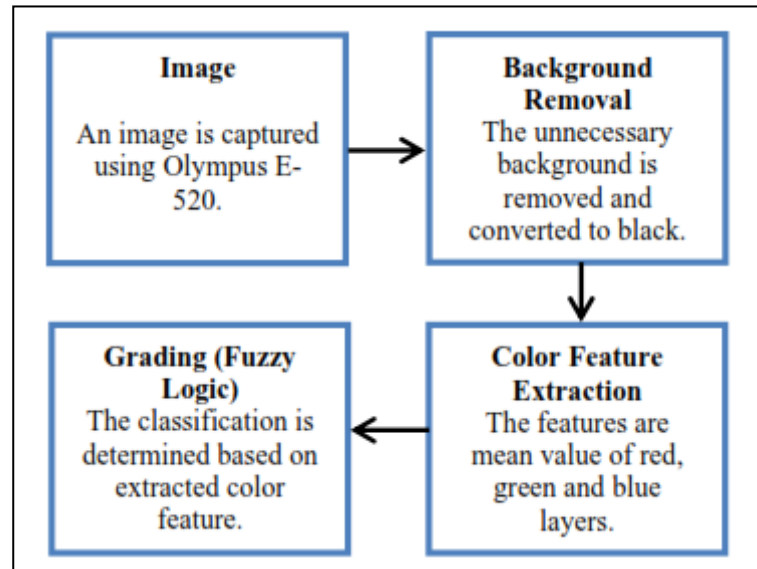 Image
An image is captured
using Olympus E-
520.
Background
Removal
The unnecessary
background is
removed and
converted to black.
Color Feature
Extraction
The features are
mean value of red,
green and blue
layers.
Grading (Fuzzy
Logic)
The classification is
determined based on
extracted color
feature.